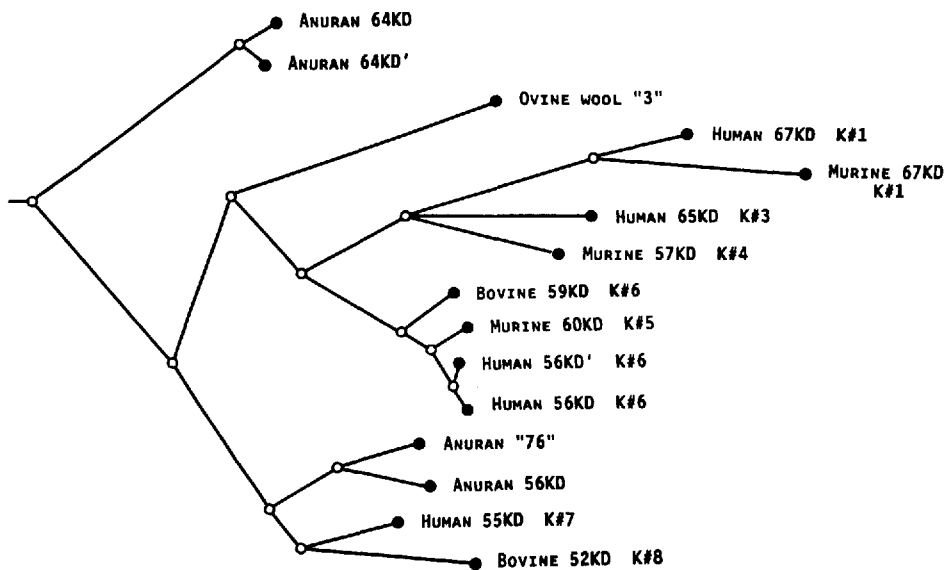 ANURAN 64KD
ANURAN 64KD'
OVINE WOOL "3"
HUMAN 67KD K#1
MURINE 67KD
K#1
HUMAN 65KD K#3
MURINE 57KD K#4
BOVINE 59KD K#6
MURINE 60KD K#5
HUMAN 56KD' K#6
HUMAN 56KD K#6
ANURAN "76"
ANURAN 56KD
HUMAN 55KD K#7
BOVINE 52KD K#8